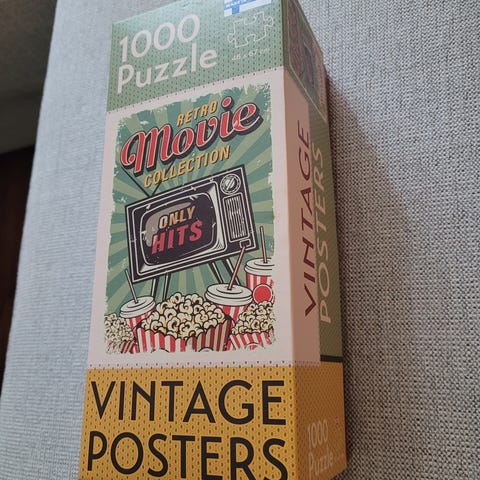 1000
Puzzle
RETRO
Movie
COLLECTION
ONLY
HITS
VINTAGE
POSTERS
VINTAGE
POSTERS
1000
Puzzle